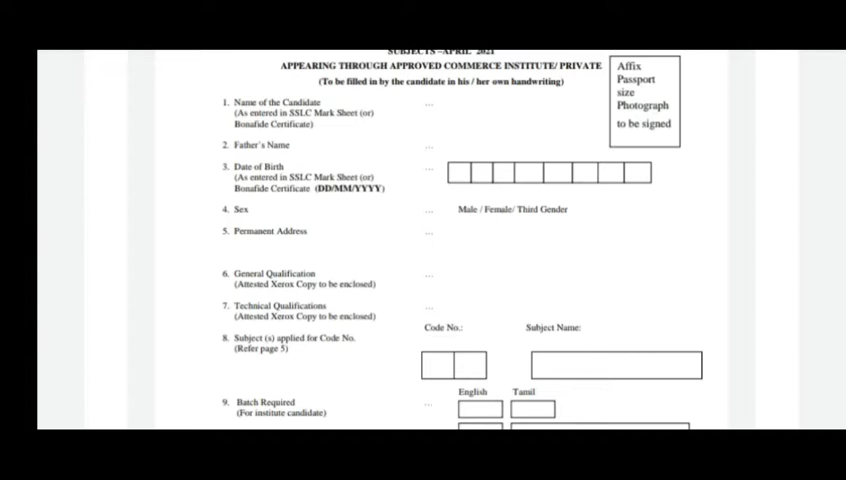 SUBJECTS –APRIL 2021
APPEARING THROUGH APPROVED COMMERCE INSTITUTE/ PRIVATE
(To be filled in by the candidate in his / her own handwriting)
Affix
Passport
size
Photograph
to be signed
1. Name of the Candidate ...
(As entered in SSLC Mark Sheet (or)
Bonafide Certificate)
2. Father's Name ...
3. Date of Birth ...
(As entered in SSLC Mark Sheet (or)
Bonafide Certificate (DD/MM/YYYY)
4. Sex ... Male / Female/ Third Gender
5. Permanent Address ...
6. General Qualification ...
(Attested Xerox Copy to be enclosed)
7. Technical Qualifications ...
(Attested Xerox Copy to be enclosed)
Code No.: Subject Name:
8. Subject (s) applied for Code No.
(Refer page 5)
English Tamil
9. Batch Required ...
(For institute candidate)